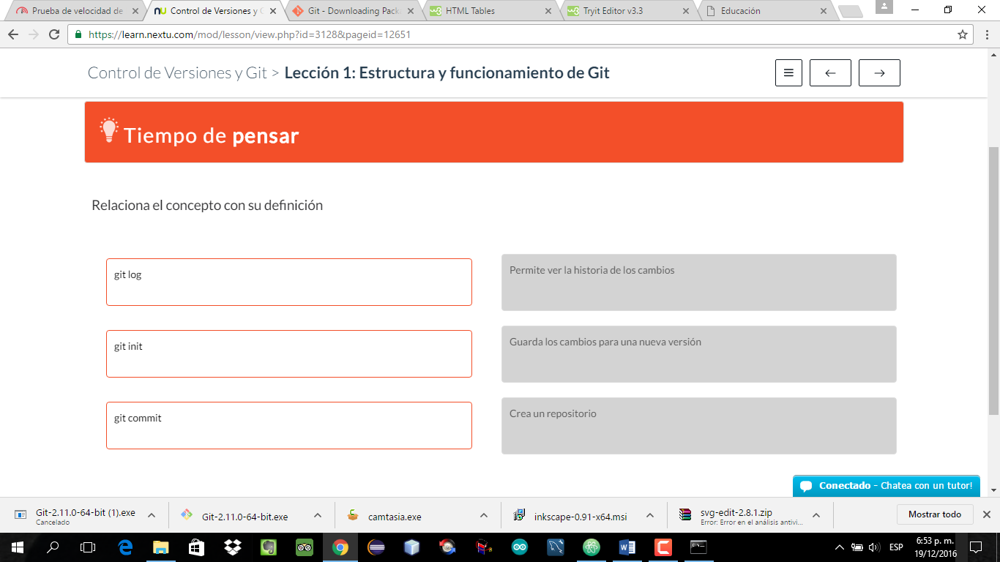 Prueba de velocidad de
Control de Versiones y G
Git - Downloading Pack
HTML Tables
Tryit Editor v3.3
Educación
https://learn.nextu.com/mod/lesson/view.php?id=3128&pageid=12651
Control de Versiones y Git > Lección 1: Estructura y funcionamiento de Git
Tiempo de pensar
Relaciona el concepto con su definición
git log
Permite ver la historia de los cambios
git init
Guarda los cambios para una nueva versión
git commit
Crea un repositorio
Conectado - Chatea con un tutor!
Git-2.11.0-64-bit (1).exe
Cancelado
Git-2.11.0-64-bit.exe
camtasia.exe
inkscape-0.91-x64.msi
svg-edit-2.8.1.zip
Error: Error en el análisis antivi...
Mostrar todo
ESP
6:53 p. m.
19/12/2016